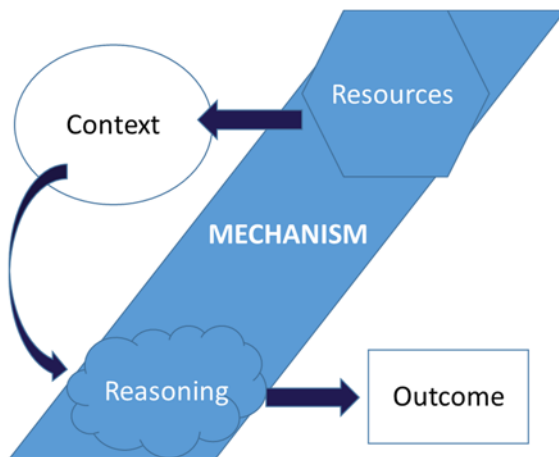 Resources
Context
MECHANISM
Reasoning
Outcome